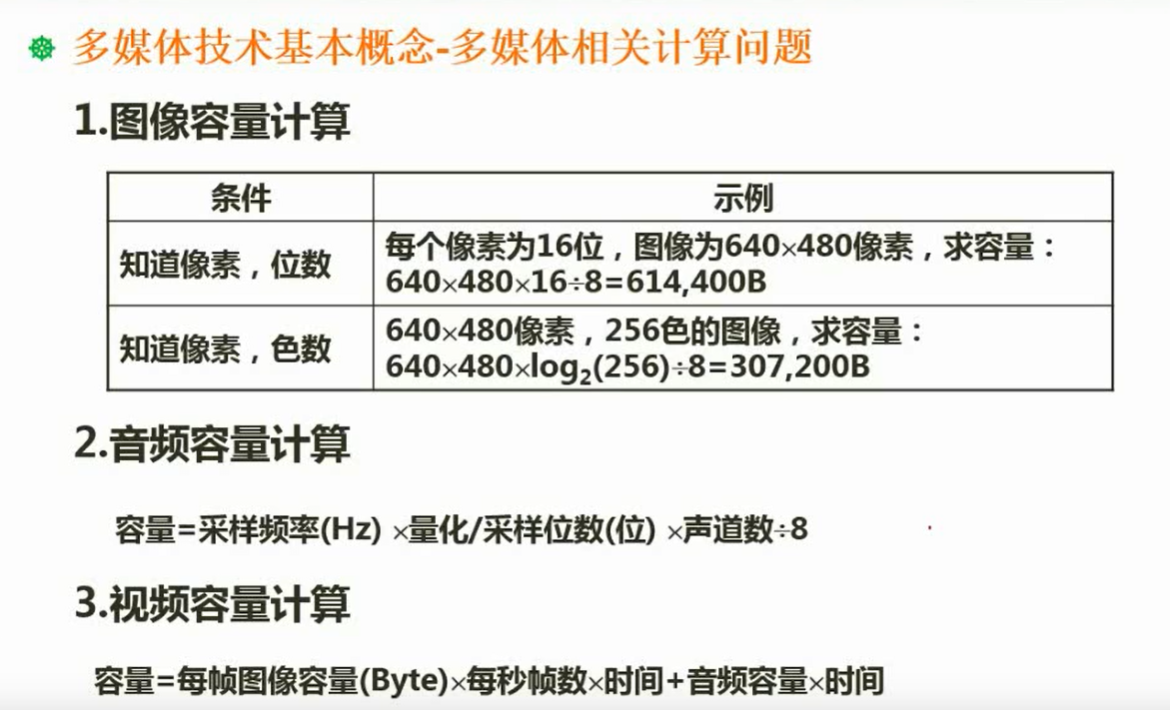 多媒体技术基本概念-多媒体相关计算问题
1.图像容量计算
条件
示例
知道像素，位数
每个像素为16位，图像为640×480像素，求容量：
640×480×16÷8=614,400B
知道像素，色数
640×480像素，256色的图像，求容量：
640×480×log₂(256)÷8=307,200B
2.音频容量计算
容量=采样频率(Hz) ×量化/采样位数(位) ×声道数÷8
3.视频容量计算
容量=每帧图像容量(Byte)×每秒帧数×时间+音频容量×时间